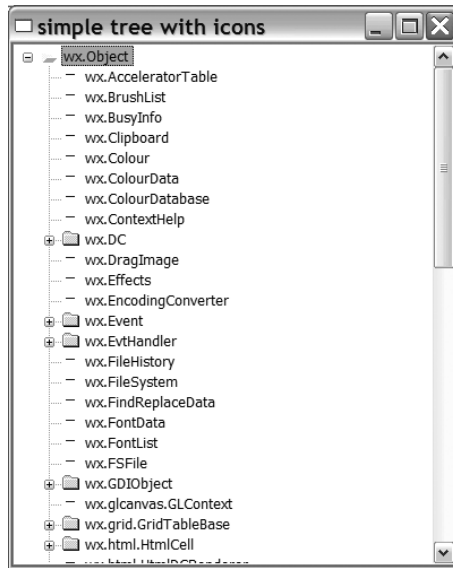 simple tree with icons
wx.Object
wx.AcceleratorTable
wx.BrushList
wx.BusyInfo
wx.Clipboard
wx.Colour
wx.ColourData
wx.ColourDatabase
wx.ContextHelp
wx.DC
wx.DragImage
wx.Effects
wx.EncodingConverter
wx.Event
wx.EvtHandler
wx.FileHistory
wx.FileSystem
wx.FindReplaceData
wx.FontData
wx.FontList
wx.FSFile
wx.GDIObject
wx.glcanvas.GLContext
wx.grid.GridTableBase
wx.html.HtmlCell
wx.html.HtmlDCRenderer